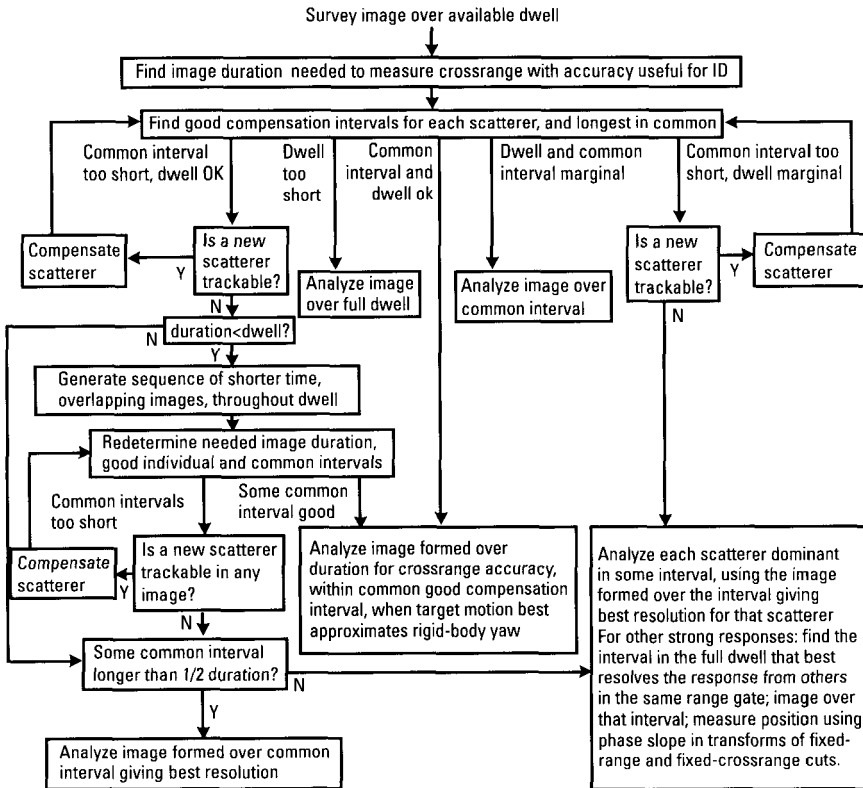 Survey image over available dwell
Find image duration needed to measure crossrange with accuracy useful for ID
Find good compensation intervals for each scatterer, and longest in common
Common interval
too short, dwell OK
Dwell
too
short
Common
interval and
dwell ok
Dwell and common
interval marginal
Common interval too
short, dwell marginal
Compensate
scatterer
Y
Is a new
scatterer
trackable?
N
Analyze image
over full dwell
Analyze image over
common interval
Is a new
scatterer
trackable?
Y
Compensate
scatterer
N
duration<dwell?
N
Y
Generate sequence of shorter time,
overlapping images, throughout dwell
Redetermine needed image duration,
good individual and common intervals
Common intervals
too short
Some common
interval good
Compensate
scatterer
Y
Is a new scatterer
trackable in any
image?
N
Analyze image formed over
duration for crossrange accuracy,
within common good compensation
interval, when target motion best
approximates rigid-body yaw
Analyze each scatterer dominant
in some interval, using the image
formed over the interval giving
best resolution for that scatterer
For other strong responses: find the
interval in the full dwell that best
resolves the response from others
in the same range gate; image over
that interval; measure position using
phase slope in transforms of fixed-
range and fixed-crossrange cuts.
Some common interval
longer than 1/2 duration?
N
Y
Analyze image formed over common
interval giving best resolution